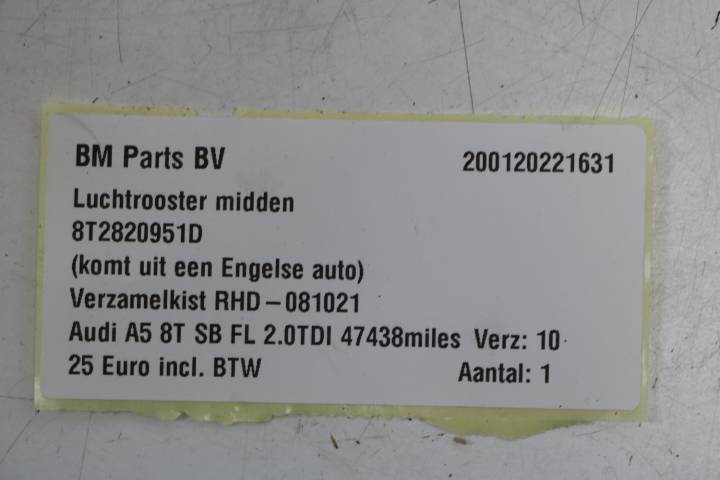 BM Parts BV 200120221631
Luchtrooster midden
8T2820951D
(komt uit een Engelse auto)
Verzamelkist RHD-081021
Audi A5 8T SB FL 2.0TDI 47438miles Verz: 10
25 Euro incl. BTW Aantal: 1